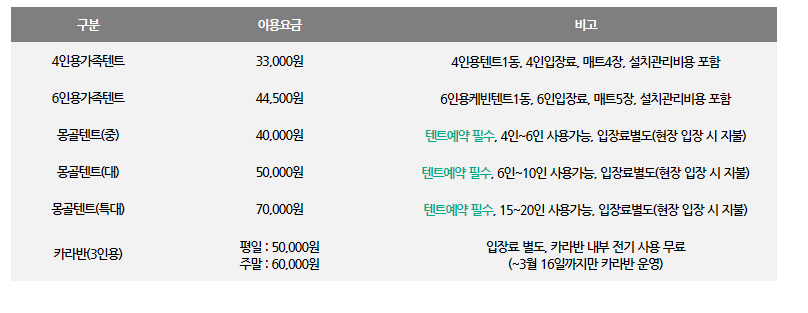 구분 이용요금 비고
4인용가족텐트 33,000원 4인용텐트1동, 4인입장료, 매트4장, 설치관리비용 포함
6인용가족텐트 44,500원 6인용케빈텐트1동, 6인입장료, 매트5장, 설치관리비용 포함
몽골텐트(중) 40,000원 텐트예약 필수, 4인~6인 사용가능, 입장료별도(현장 입장 시 지불)
몽골텐트(대) 50,000원 텐트예약 필수, 6인~10인 사용가능, 입장료별도(현장 입장 시 지불)
몽골텐트(특대) 70,000원 텐트예약 필수, 15~20인 사용가능, 입장료별도(현장 입장 시 지불)
카라반(3인용) 평일 : 50,000원 입장료 별도, 카라반 내부 전기 사용 무료
주말 : 60,000원 (~3월 16일까지만 카라반 운영)